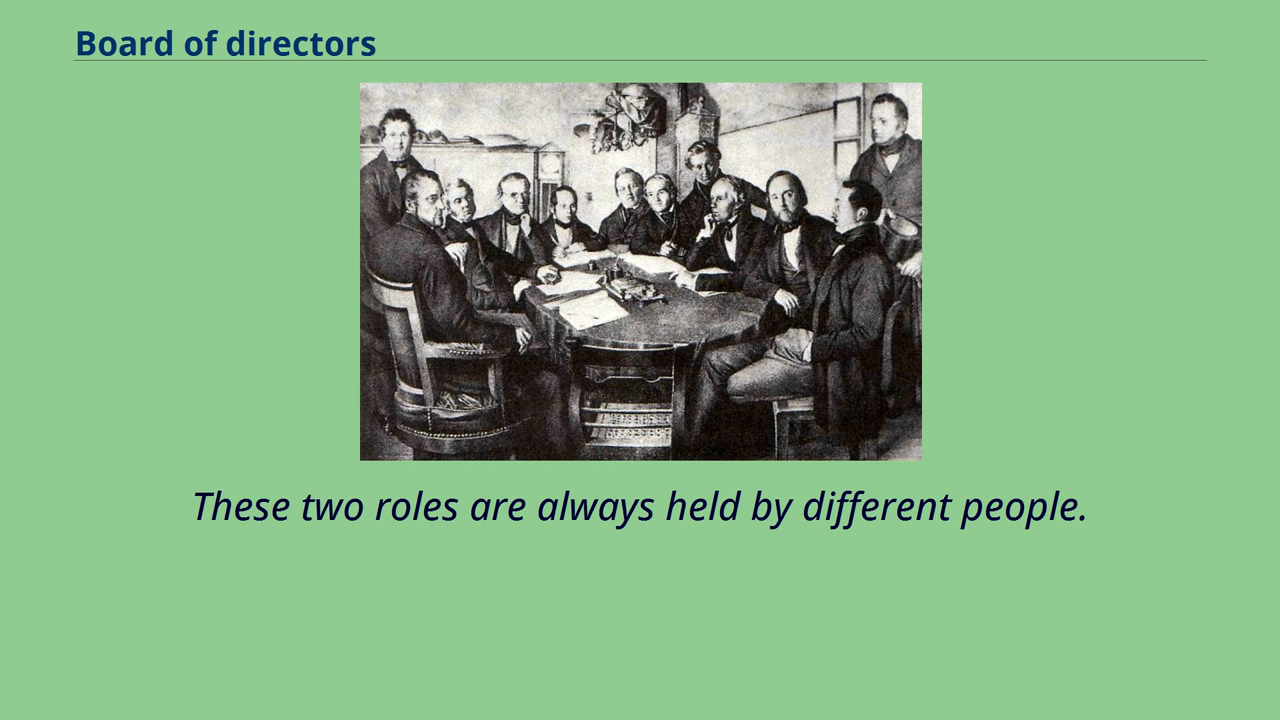 Board of directors
These two roles are always held by different people.